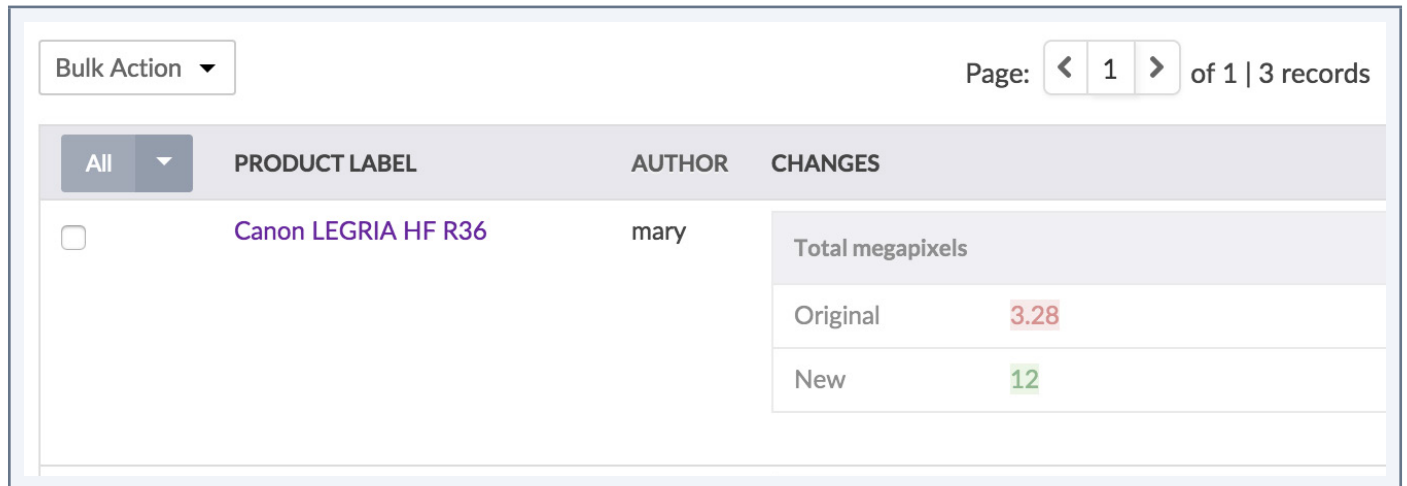 Bulk Action
Page: 1 of 1 | 3 records
All PRODUCT LABEL AUTHOR CHANGES
Canon LEGRIA HF R36 mary Total megapixels
Original 3.28
New 12